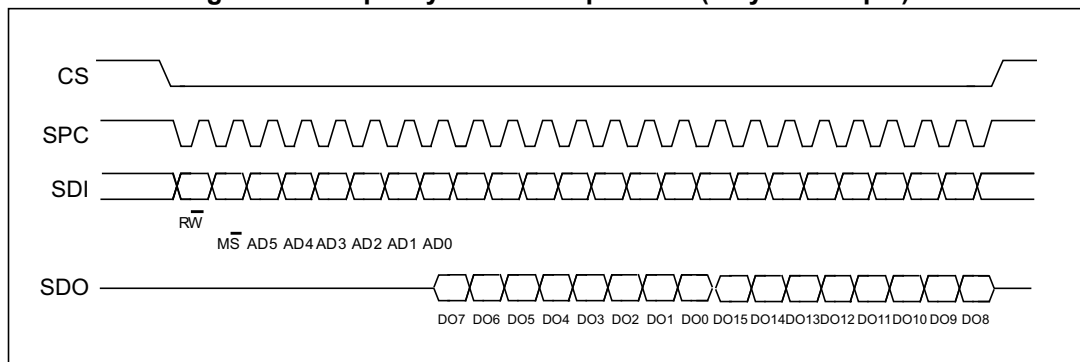 CS
SPC
SDI
RW̅
MS̅ AD5 AD4 AD3 AD2 AD1 AD0
SDO
DO7 DO6 DO5 DO4 DO3 DO2 DO1 DO0 DO15 DO14 DO13 DO12 DO11 DO10 DO9 DO8